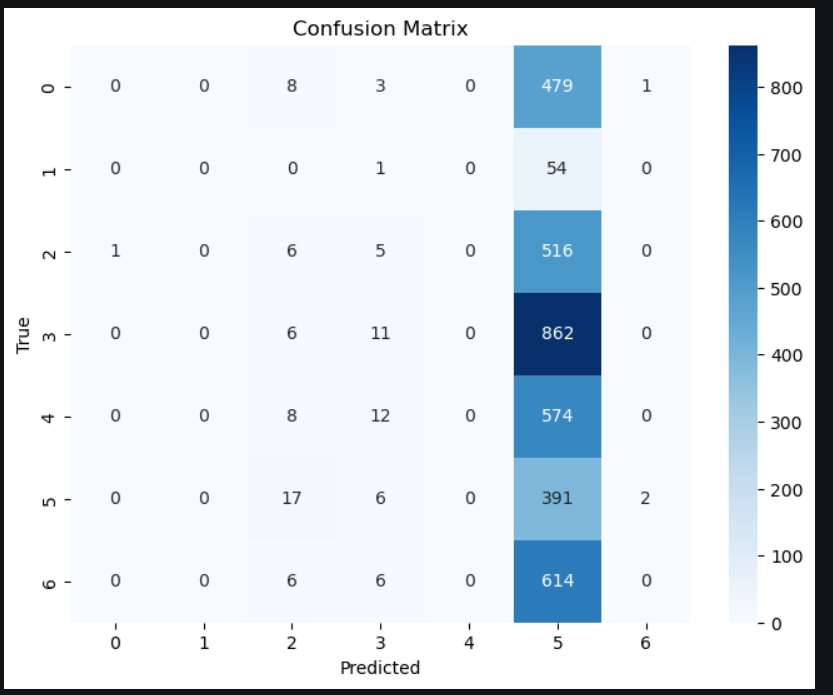 Confusion Matrix
0 0 0 8 3 0 479 1
1 0 0 0 1 0 54 0
2 1 0 6 5 0 516 0
3 0 0 6 11 0 862 0
4 0 0 8 12 0 574 0
5 0 0 17 6 0 391 2
6 0 0 6 6 0 614 0
0 1 2 3 4 5 6
True
Predicted
800
700
600
500
400
300
200
100
0